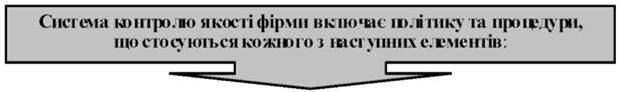 Система контролю якості фірми включає політику та процедури,
що стосуються кожного з наступних елементів: